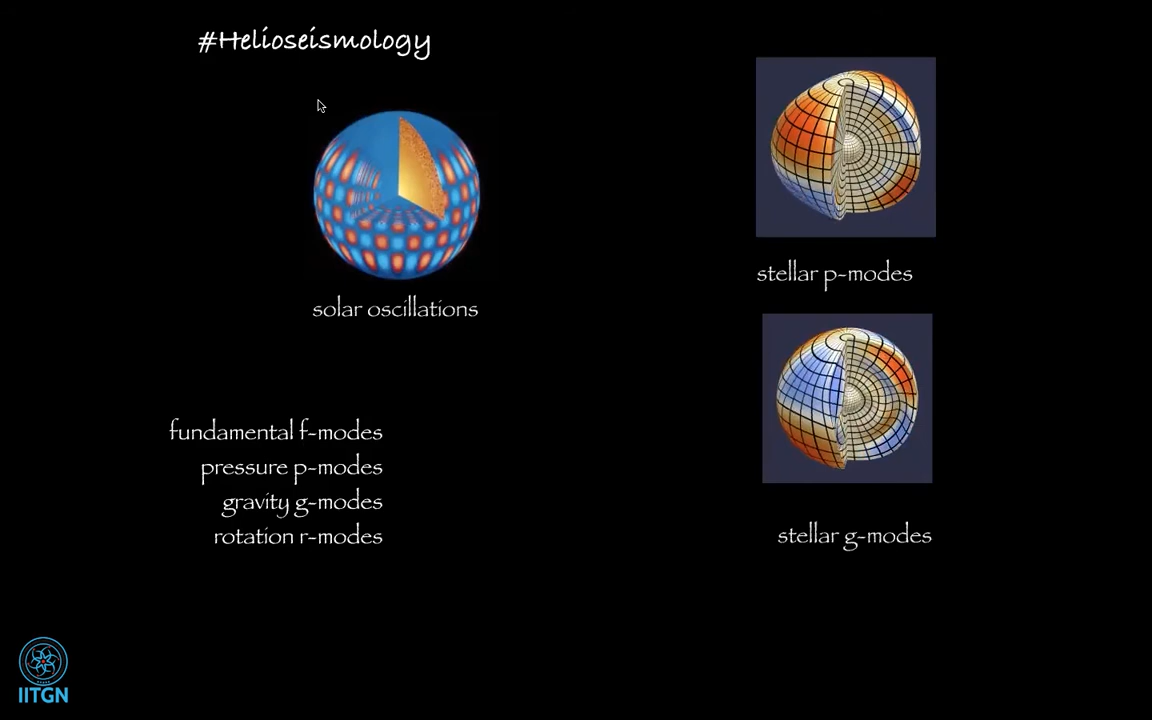 #Helioseismology
solar oscillations
stellar p-modes
fundamental f-modes
pressure p-modes
gravity g-modes
rotation r-modes
stellar g-modes
IITGN